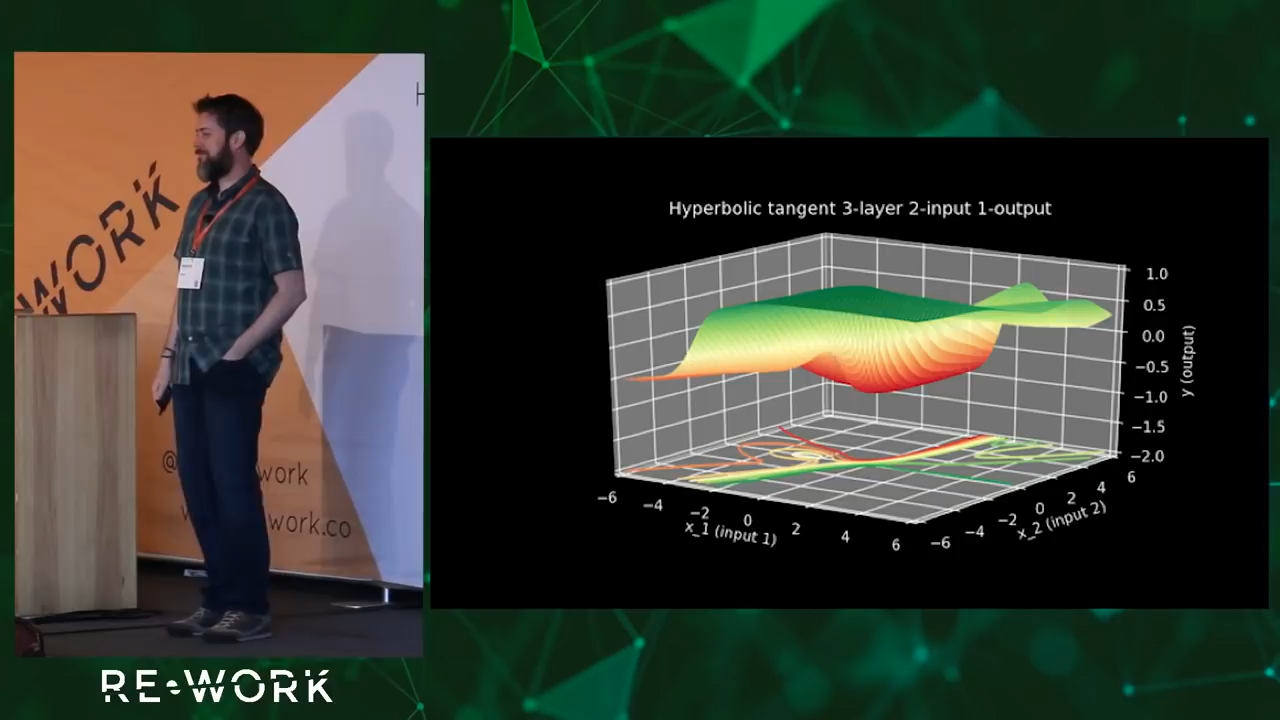 H
WORK
@
work
w
work.co
RE•WORK
Hyperbolic tangent 3-layer 2-input 1-output
1.0
0.5
0.0
−0.5
−1.0
−1.5
−2.0
y (output)
−6
−4
−2
0
2
4
6
x_1 (input 1)
−6
−4
−2
0
2
4
6
x_2 (input 2)